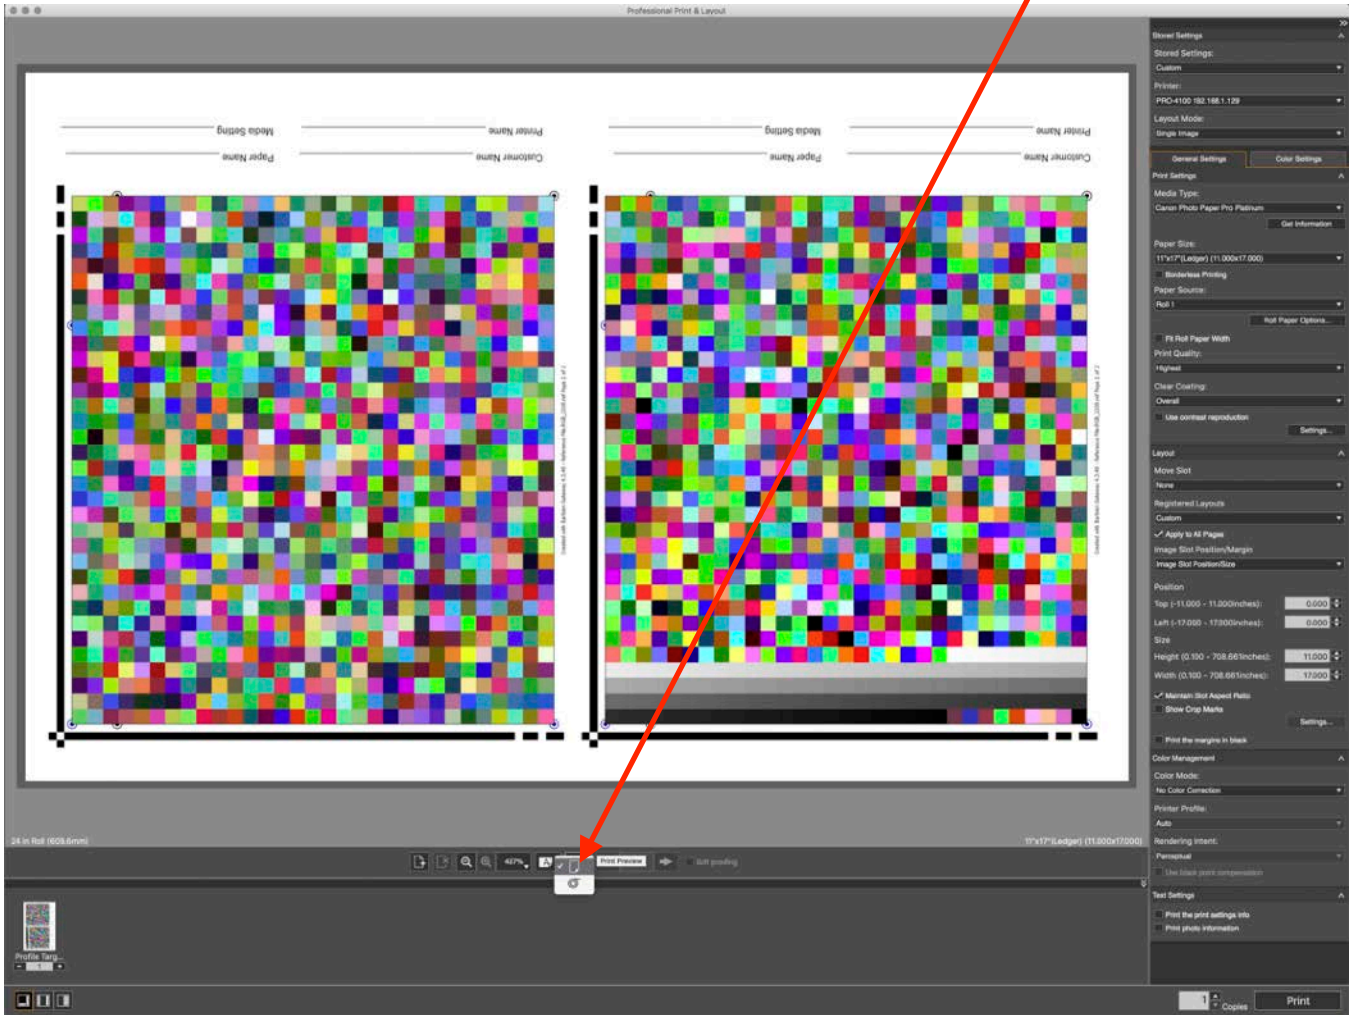 Professional Print & Layout
Printer Name
Media Setting
Customer Name
Paper Name
Printer Name
Media Setting
Customer Name
Paper Name
24 in Roll (609.6mm)
11"x17"(Ledger) (11.000x17.000)
427%
A
Print Preview
Soft proofing
Profile Targ...
1
Stored Settings
Stored Settings:
Custom
Printer:
PRO-4100 192.168.1.129
Layout Mode:
Single Image
General Settings
Color Settings
Print Settings
Media Type:
Canon Photo Paper Pro Platinum
Get Information
Paper Size:
11"x17"(Ledger) (11.000x17.000)
Borderless Printing
Paper Source:
Roll 1
Roll Paper Options...
Fit Roll Paper Width
Print Quality:
Highest
Clear Coating:
Overall
Use contrast reproduction
Settings...
Layout
Move Slot
None
Registered Layouts
Custom
Apply to All Pages
Image Slot Position/Margin
Image Slot Position/Size
Position
Top (-11.000 - 11.000inches):
0.000
Left (-17.000 - 17.000inches):
0.000
Size
Height (0.100 - 708.661inches):
11.000
Width (0.100 - 708.661inches):
17.000
Maintain Slot Aspect Ratio
Show Crop Marks
Settings...
Print the margins in black
Color Management
Color Mode:
No Color Correction
Printer Profile:
Auto
Rendering Intent:
Perceptual
Use black point compensation
Text Settings
Print the print settings info
Print photo information
1
Copies
Print